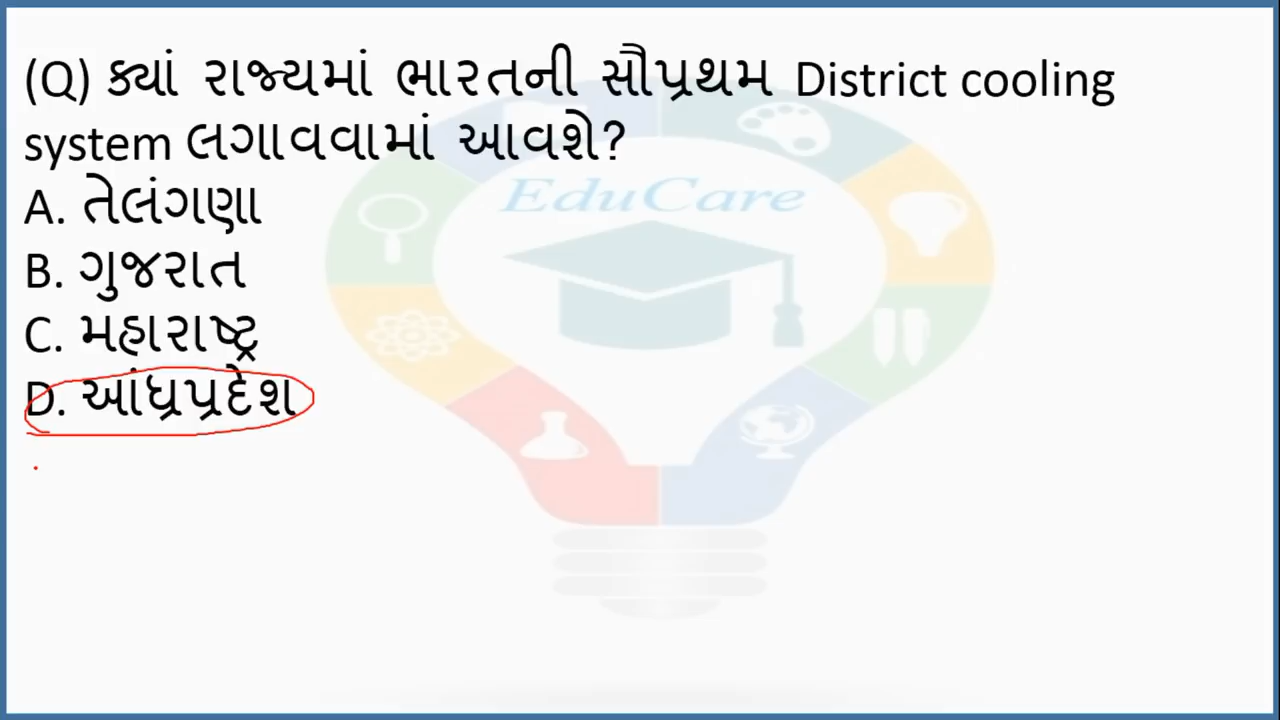 (Q) ક્યાં રાજ્યમાં ભારતની સૌપ્રથમ District cooling
system લગાવવામાં આવશે?
EduCare
A. તેલંગણા
B. ગુજરાત
C. મહારાષ્ટ્ર
D. આંધ્રપ્રદેશ